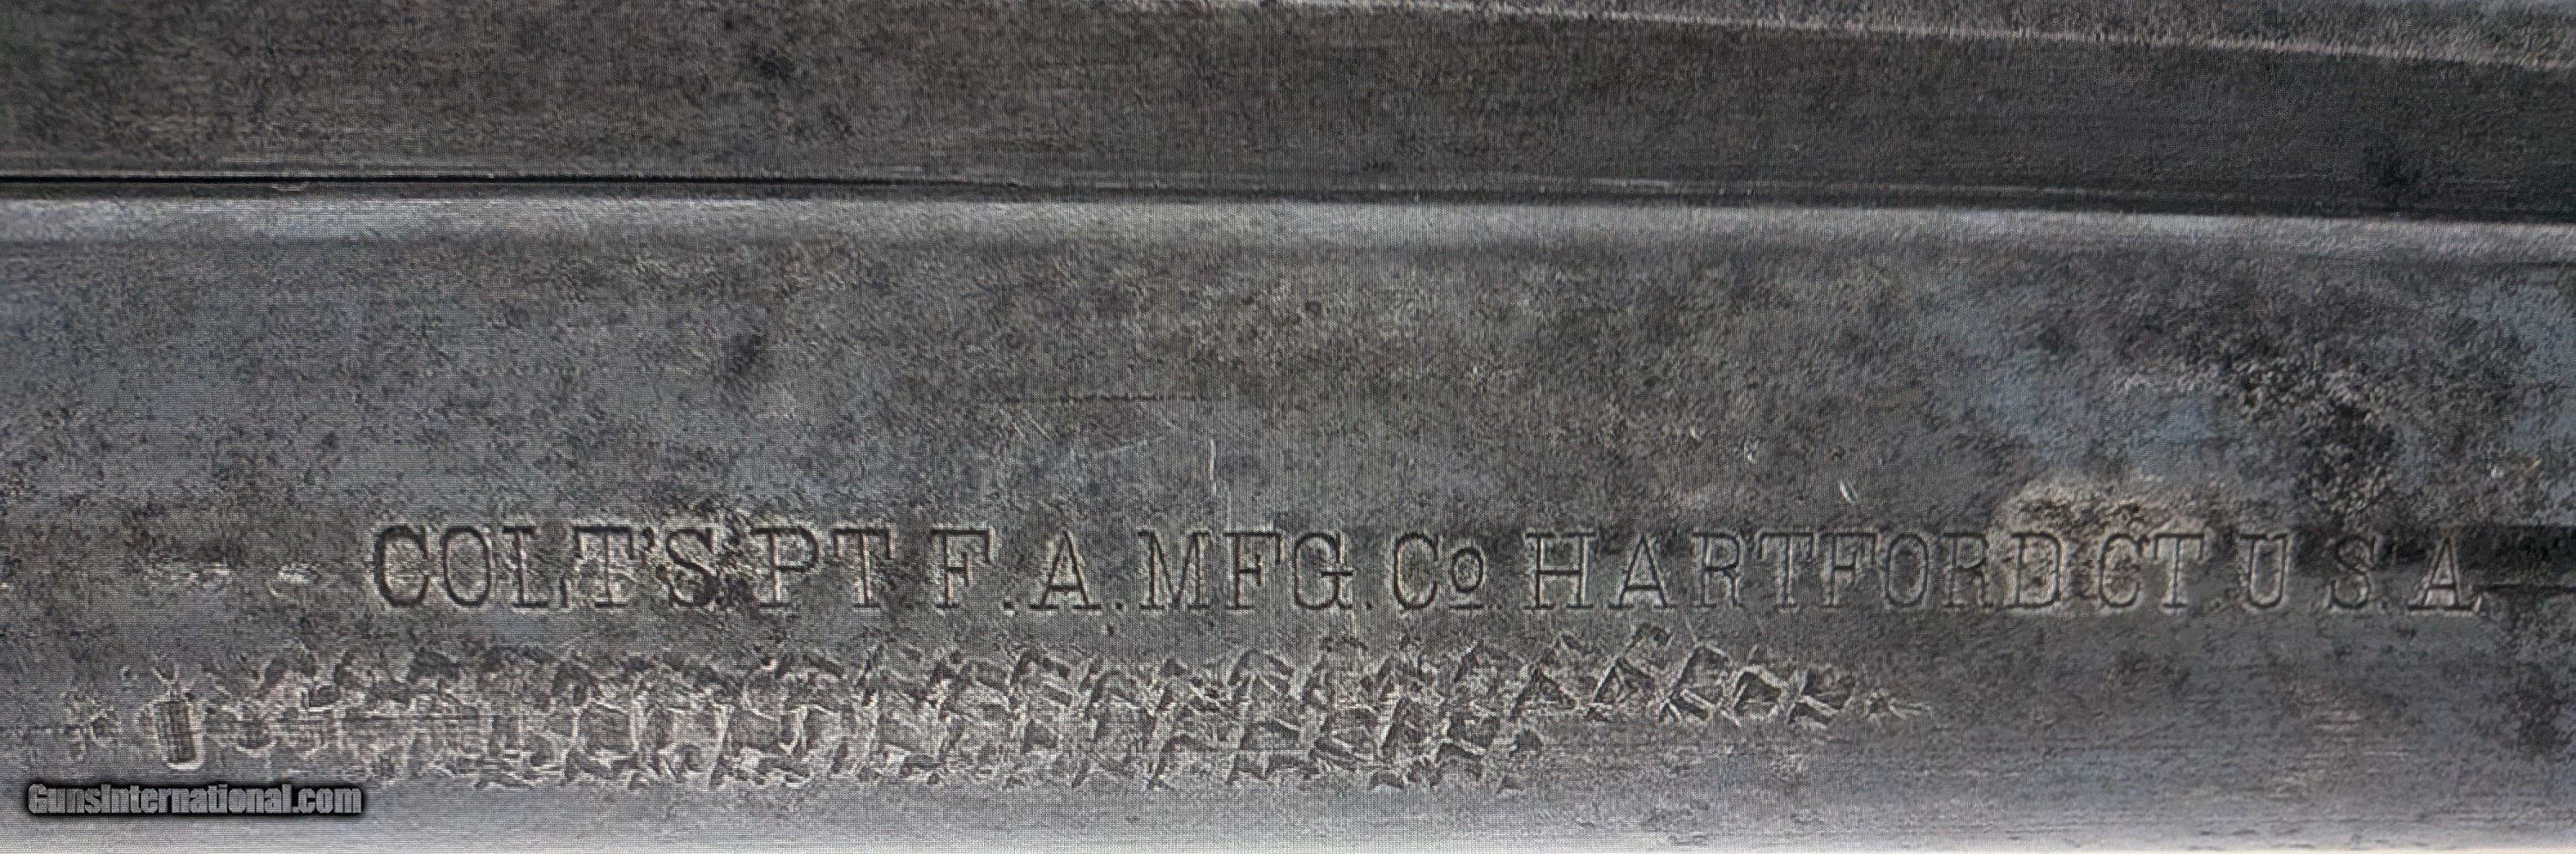 COLT'S PT. F. A. MFG. Co. HARTFORD CT. U. S. A.
GunsInternational.com